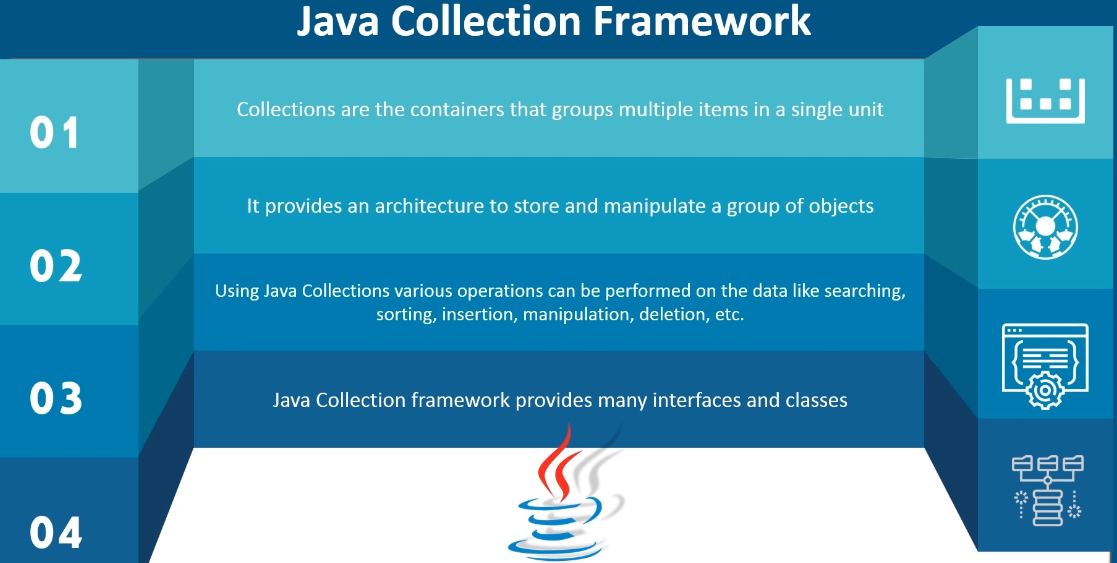 Java Collection Framework
01
Collections are the containers that groups multiple items in a single unit
02
It provides an architecture to store and manipulate a group of objects
03
Using Java Collections various operations can be performed on the data like searching,
sorting, insertion, manipulation, deletion, etc.
04
Java Collection framework provides many interfaces and classes